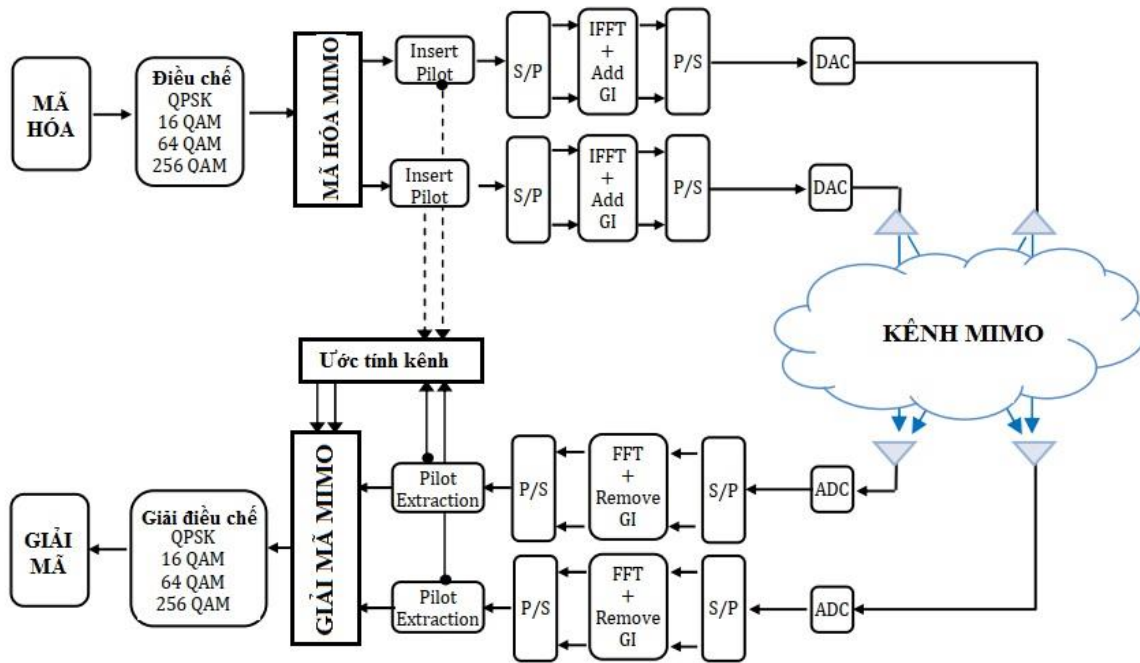 MÃ
HÓA
Điều chế
QPSK
16 QAM
64 QAM
256 QAM
MÃ HÓA MIMO
Insert
Pilot
S/P
IFFT
+
Add
GI
P/S
DAC
Insert
Pilot
S/P
IFFT
+
Add
GI
P/S
DAC
KÊNH MIMO
Ước tính kênh
GIẢI MÃ MIMO
Pilot
Extraction
P/S
FFT
+
Remove
GI
S/P
ADC
GIẢI
MÃ
Giải điều chế
QPSK
16 QAM
64 QAM
256 QAM
Pilot
Extraction
P/S
FFT
+
Remove
GI
S/P
ADC